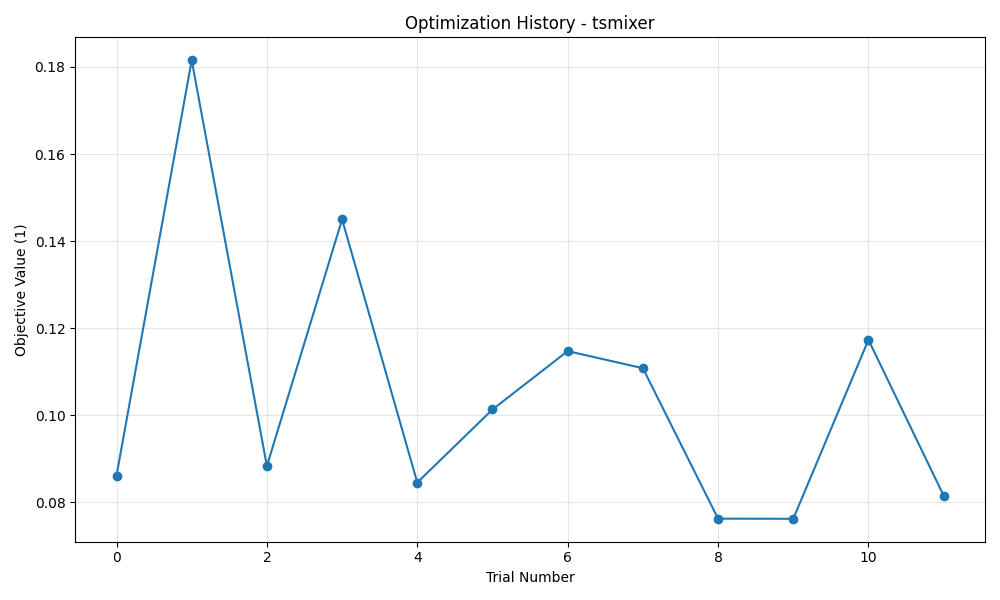 Optimization History - tsmixer
0.18
0.16
0.14
0.12
0.10
0.08
Objective Value (1)
0 2 4 6 8 10
Trial Number